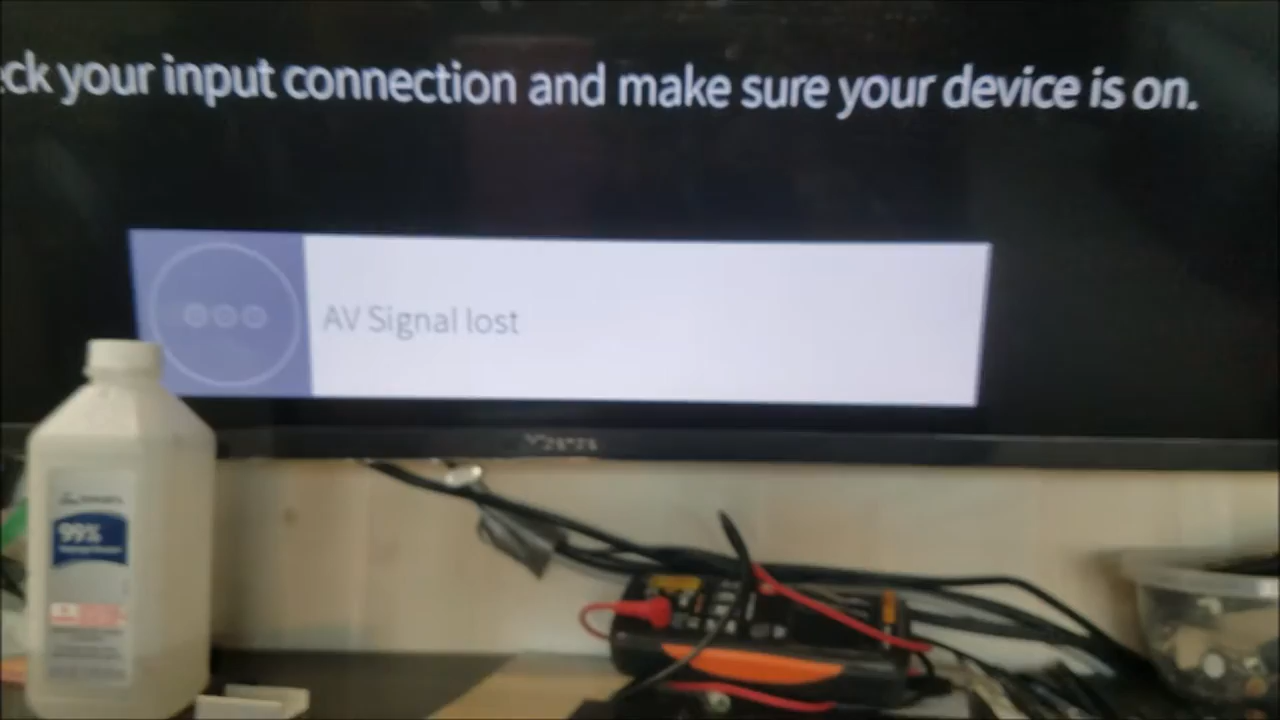 ck your input connection and make sure your device is on.
AV Signal lost
99%